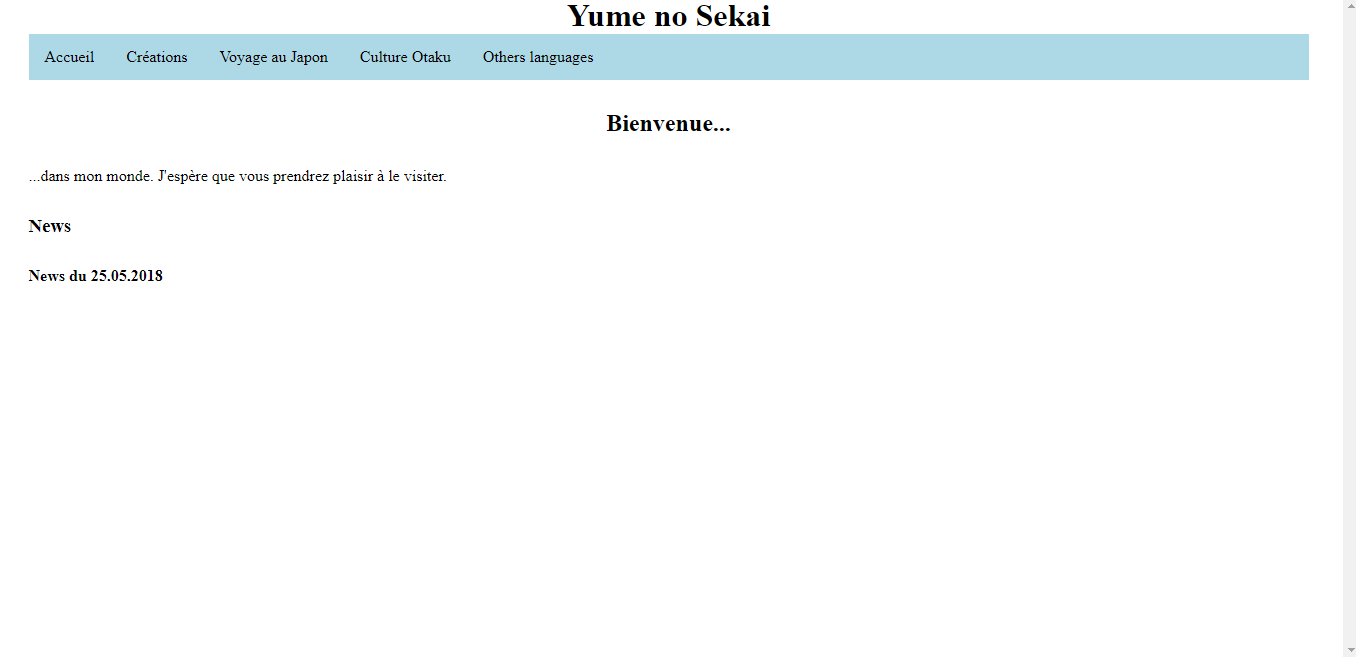 Yume no Sekai
Accueil Créations Voyage au Japon Culture Otaku Others languages
Bienvenue...
...dans mon monde. J'espère que vous prendrez plaisir à le visiter.
News
News du 25.05.2018